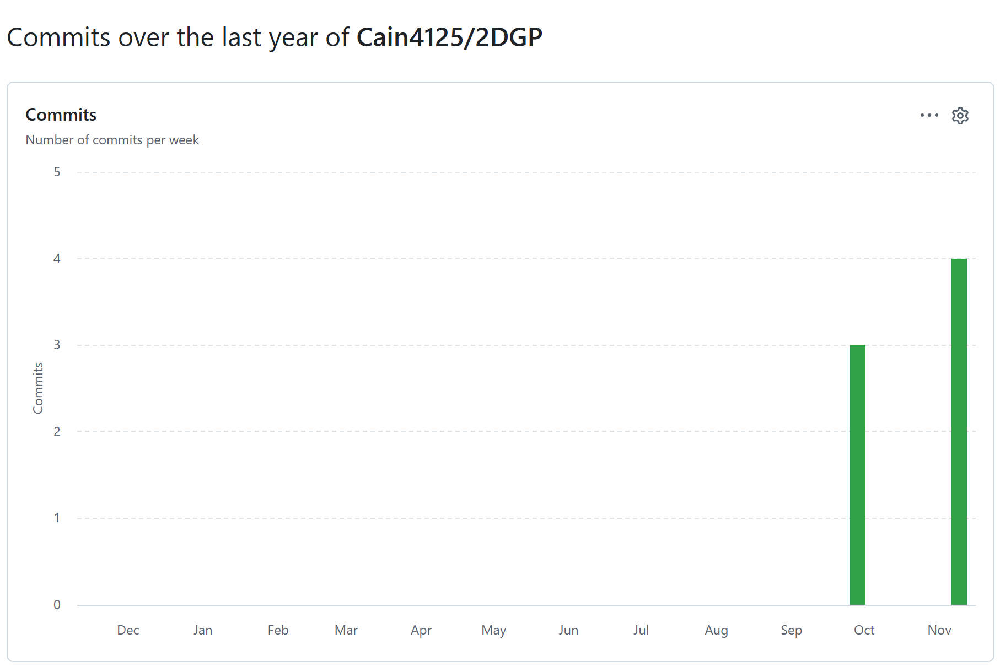 Commits over the last year of Cain4125/2DGP
Commits
Number of commits per week
5
4
3
2
1
0
Commits
Dec Jan Feb Mar Apr May Jun Jul Aug Sep Oct Nov